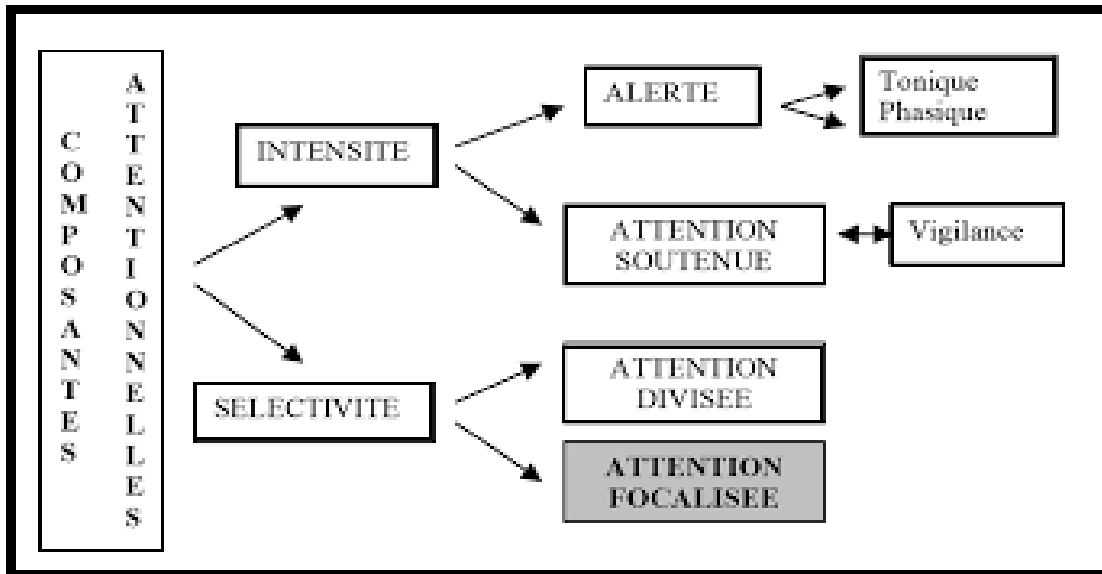 COMPOSANTES
ATTENTIONNELLES
INTENSITE
ALERTE
Tonique
Phasique
ATTENTION
SOUTENUE
Vigilance
SELECTIVITE
ATTENTION
DIVISEE
ATTENTION
FOCALISEE